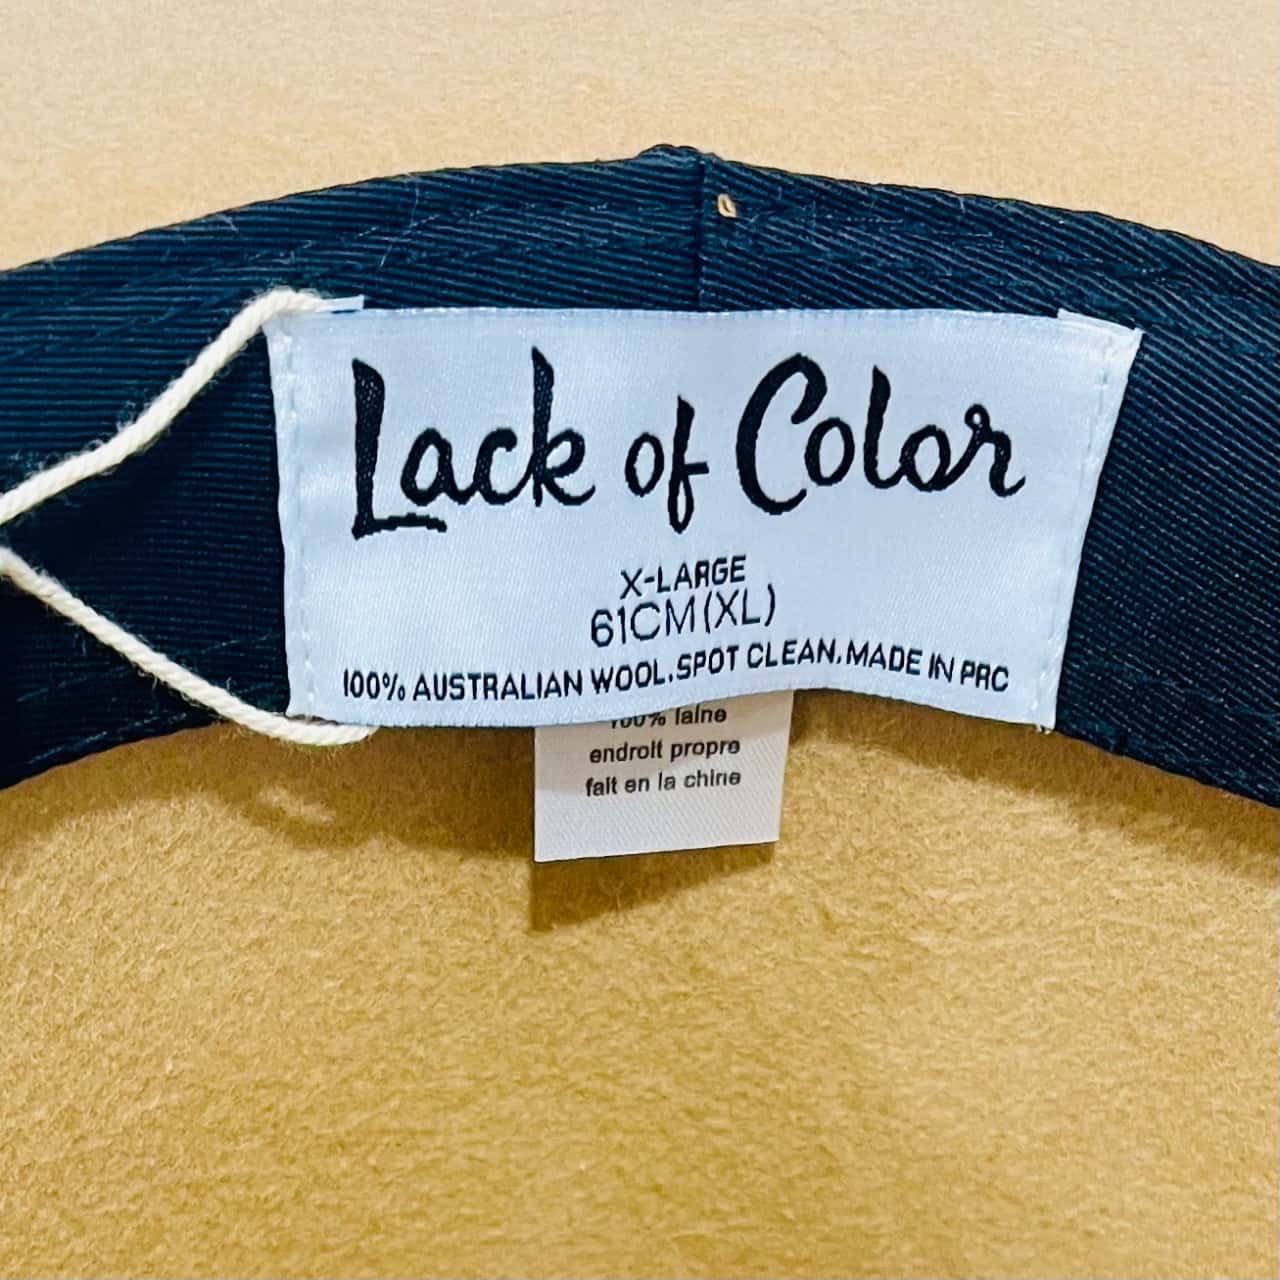 Lack of Color
X-LARGE
61CM(XL)
100% AUSTRALIAN WOOL.SPOT CLEAN.MADE IN PRC
100% laine
endroit propre
fait en la chine